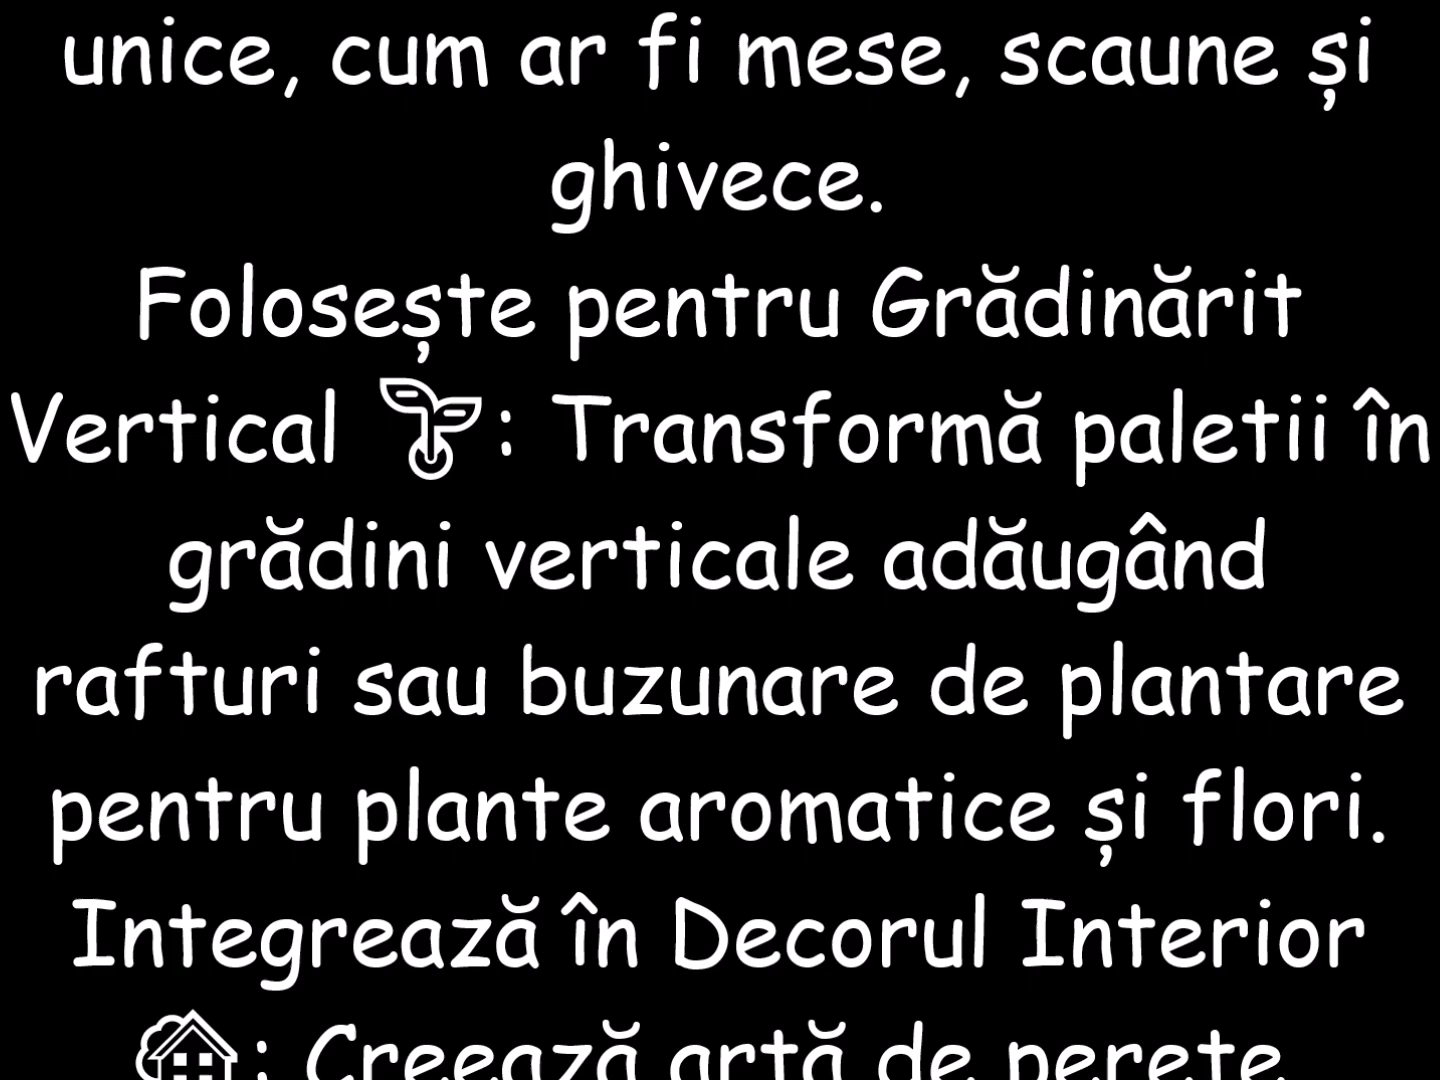 unice, cum ar fi mese, scaune și
ghivece.
Folosește pentru Grădinărit
Vertical 🌱: Transformă paletii în
grădini verticale adăugând
rafturi sau buzunare de plantare
pentru plante aromatice și flori.
Integrează în Decorul Interior
🏡: Creează artă de perete